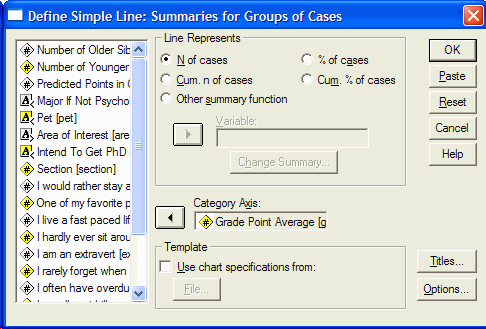 Define Simple Line: Summaries for Groups of Cases
Number of Older Sib
Number of Younger
Predicted Points in C
Major If Not Psycho
Pet [pet]
Area of Interest [are
Intend To Get PhD
Section [section]
I would rather stay a
One of my favorite p
I live a fast paced lif
I hardly ever sit arou
I am an extravert [ex
I rarely forget when
I often have overdu
Line Represents
N of cases
% of cases
Cum. n of cases
Cum. % of cases
Other summary function
Variable:
Change Summary...
Category Axis:
Grade Point Average [g
Template
Use chart specifications from:
File...
OK
Paste
Reset
Cancel
Help
Titles...
Options...